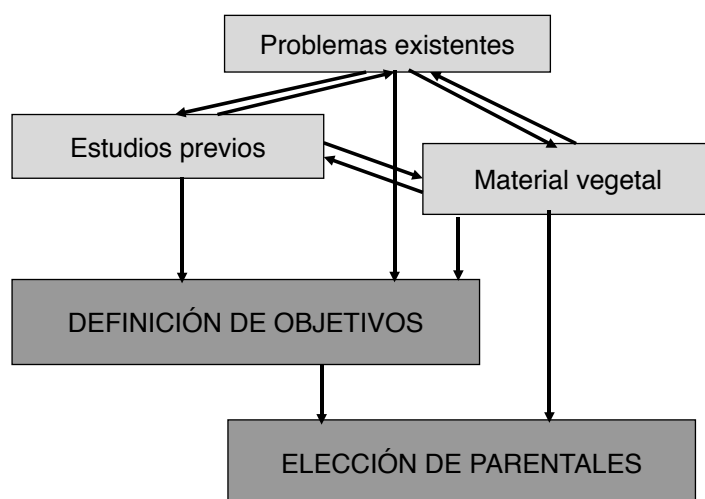 Problemas existentes
Estudios previos
Material vegetal
DEFINICIÓN DE OBJETIVOS
ELECCIÓN DE PARENTALES